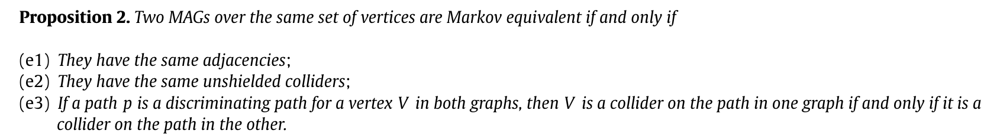 Proposition 2. Two MAGs over the same set of vertices are Markov equivalent if and only if
(e1) They have the same adjacencies;
(e2) They have the same unshielded colliders;
(e3) If a path p is a discriminating path for a vertex V in both graphs, then V is a collider on the path in one graph if and only if it is a
collider on the path in the other.